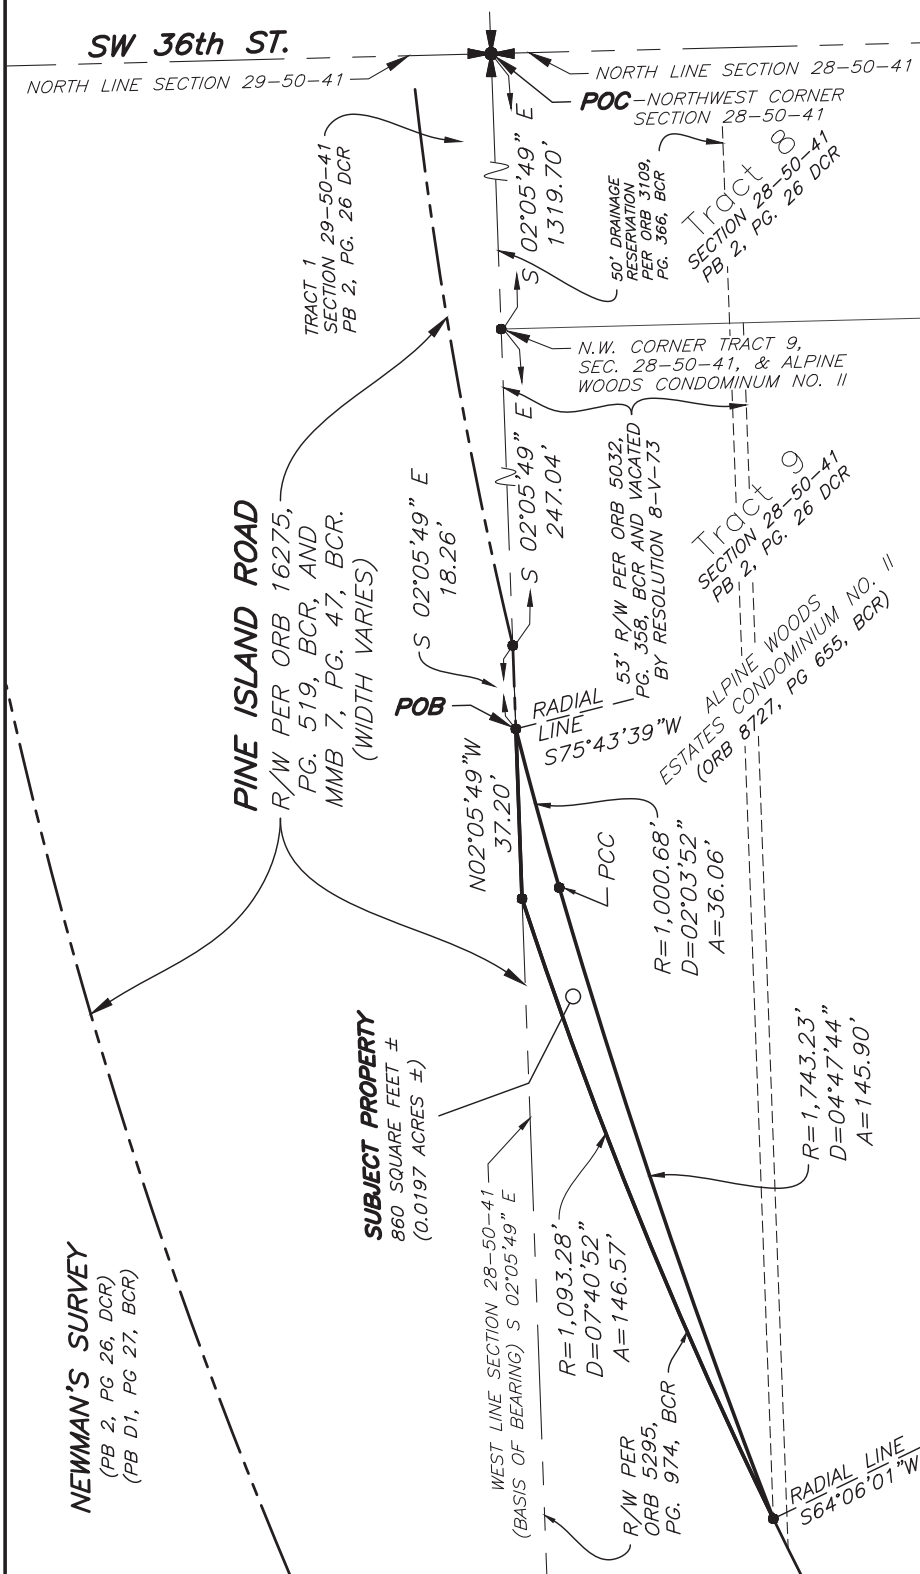 SW 36th ST.
NORTH LINE SECTION 29-50-41
NORTH LINE SECTION 28-50-41
POC-NORTHWEST CORNER
SECTION 28-50-41
TRACT 1
SECTION 29-50-41
PB 2, PG. 26 DCR
S 02°05'49" E
1319.70'
50' DRAINAGE
RESERVATION
PER ORB 3109,
PG. 366, BCR
Tract 8
SECTION 28-50-41
PB 2, PG. 26 DCR
N.W. CORNER TRACT 9,
SEC. 28-50-41, & ALPINE
WOODS CONDOMINUM NO. II
S 02°05'49" E
247.04'
53' R/W PER ORB 5032,
PG. 358, BCR AND VACATED
BY RESOLUTION 8-V-73
Tract 9
SECTION 28-50-41
PB 2, PG. 26 DCR
PINE ISLAND ROAD
R/W PER ORB 16275,
PG. 519, BCR, AND
MMB 7, PG. 47, BCR.
(WIDTH VARIES)
S 02°05'49" E
18.26'
POB
RADIAL
LINE
S75°43'39"W
ALPINE WOODS
ESTATES CONDOMINIUM NO. II
(ORB 8727, PG 655, BCR)
N02°05'49"W
37.20'
PCC
R=1,000.68'
D=02°03'52"
A=36.06'
SUBJECT PROPERTY
860 SQUARE FEET ±
(0.0197 ACRES ±)
R=1,743.23'
D=04°47'44"
A=145.90'
WEST LINE SECTION 28-50-41
(BASIS OF BEARING) S 02°05'49" E
R=1,093.28'
D=07°40'52"
A=146.57'
NEWMAN'S SURVEY
(PB 2, PG 26, DCR)
(PB D1, PG 27, BCR)
R/W PER
ORB 5295,
PG. 974, BCR
RADIAL LINE
S64°06'01"W